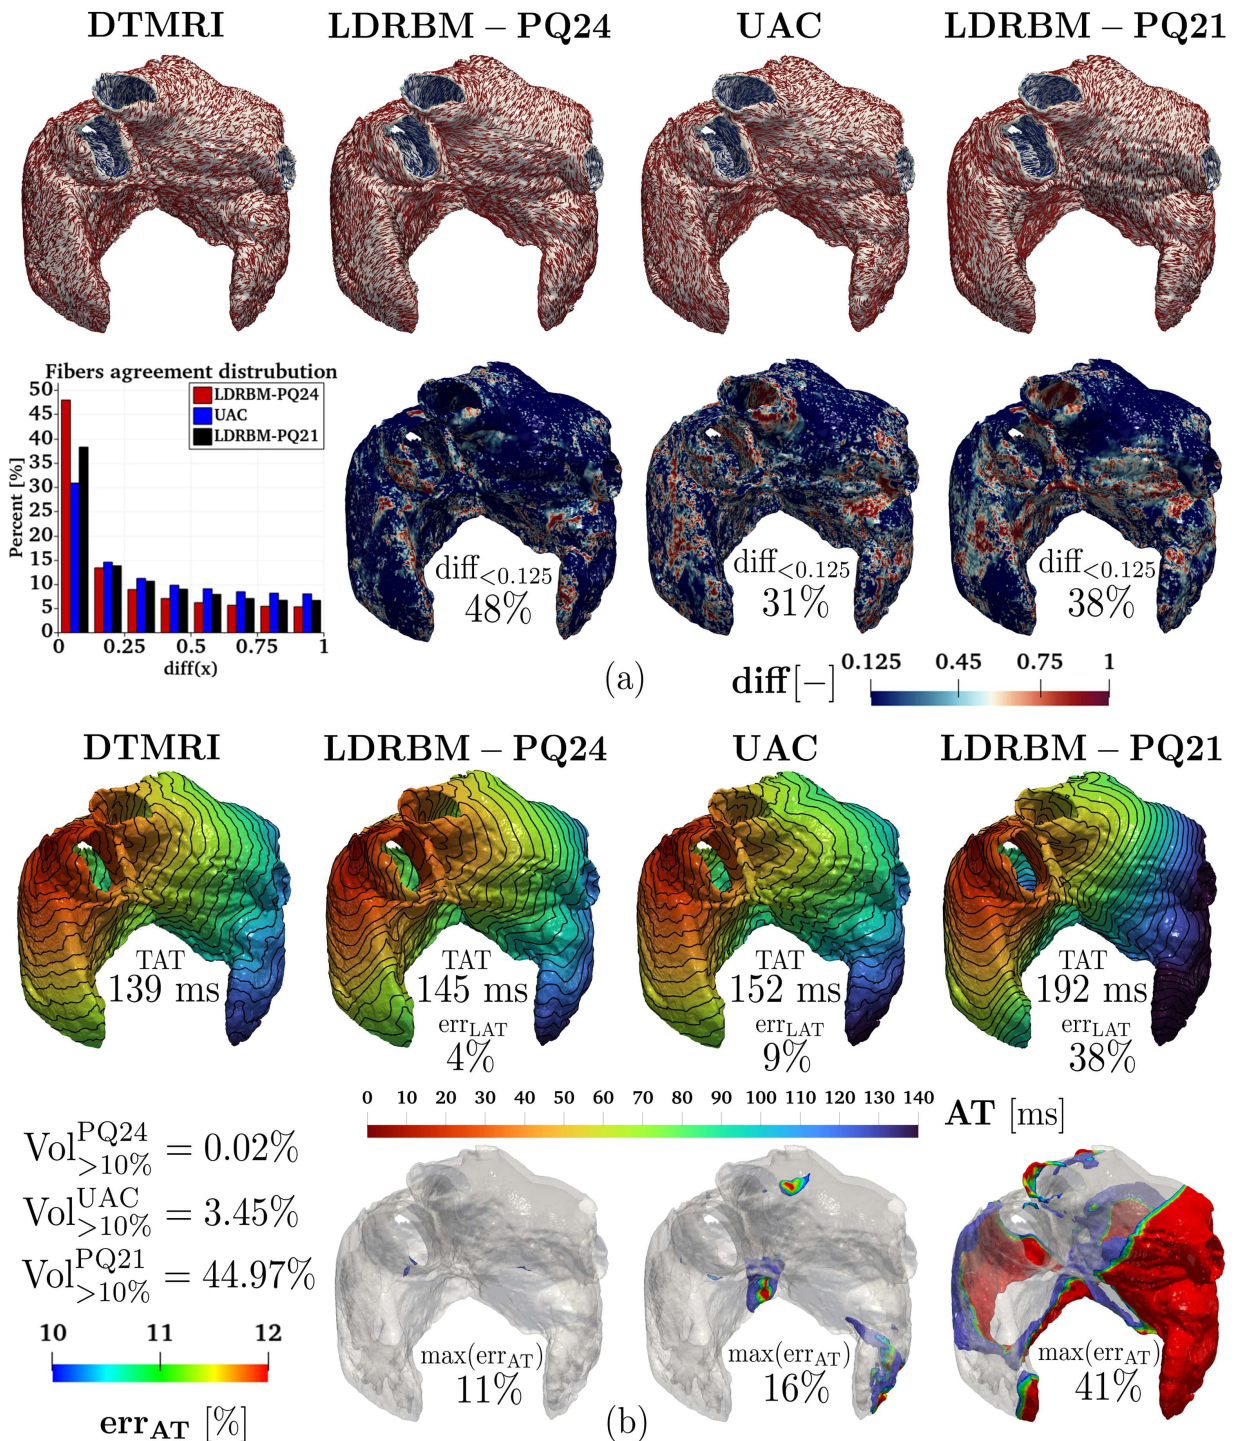 DTMRI LDRBM – PQ24 UAC LDRBM – PQ21
Fibers agreement distrubution
LDRBM-PQ24
UAC
LDRBM-PQ21
Percent [%]
50
45
40
35
30
25
20
15
10
5
0
0 0.25 0.5 0.75 1
diff(x)
diff<0.125
48%
diff<0.125
31%
diff<0.125
38%
(a)
diff[−]
0.125 0.45 0.75 1
DTMRI LDRBM – PQ24 UAC LDRBM – PQ21
TAT
139 ms
TAT
145 ms
errLAT
4%
TAT
152 ms
errLAT
9%
TAT
192 ms
errLAT
38%
0 10 20 30 40 50 60 70 80 90 100 110 120 130 140
AT [ms]
Vol PQ24 >10% = 0.02%
Vol UAC >10% = 3.45%
Vol PQ21 >10% = 44.97%
10 11 12
errAT [%]
max(errAT)
11%
max(errAT)
16%
max(errAT)
41%
(b)